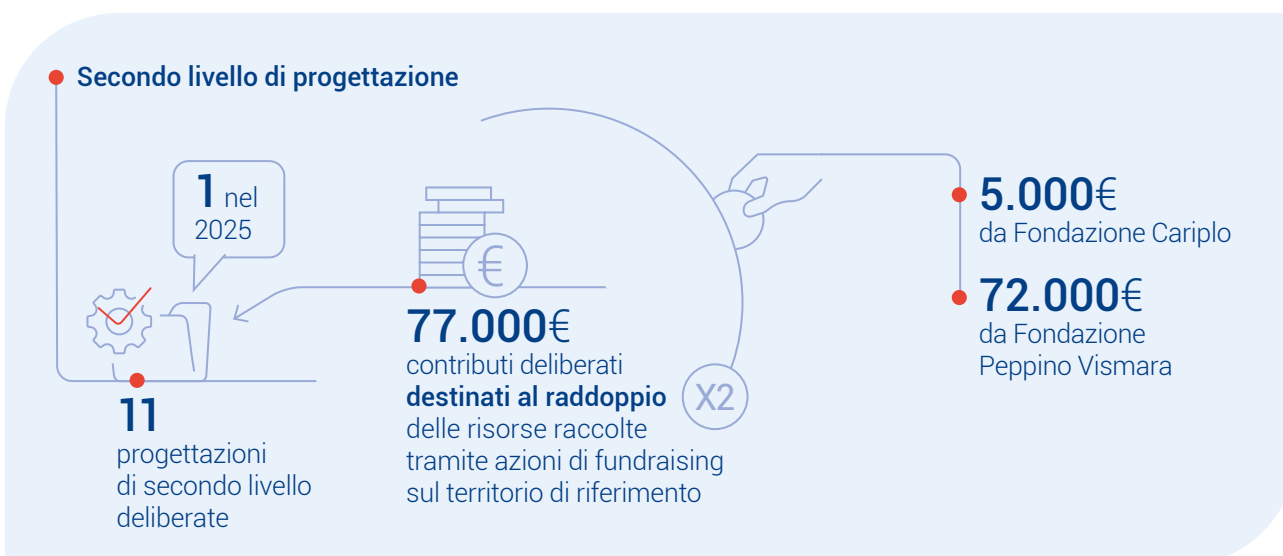 Secondo livello di progettazione
1 nel
2025
11
progettazioni
di secondo livello
deliberate
€
77.000€
contributi deliberati
destinati al raddoppio
delle risorse raccolte
tramite azioni di fundraising
sul territorio di riferimento
X2
5.000€
da Fondazione Cariplo
72.000€
da Fondazione
Peppino Vismara